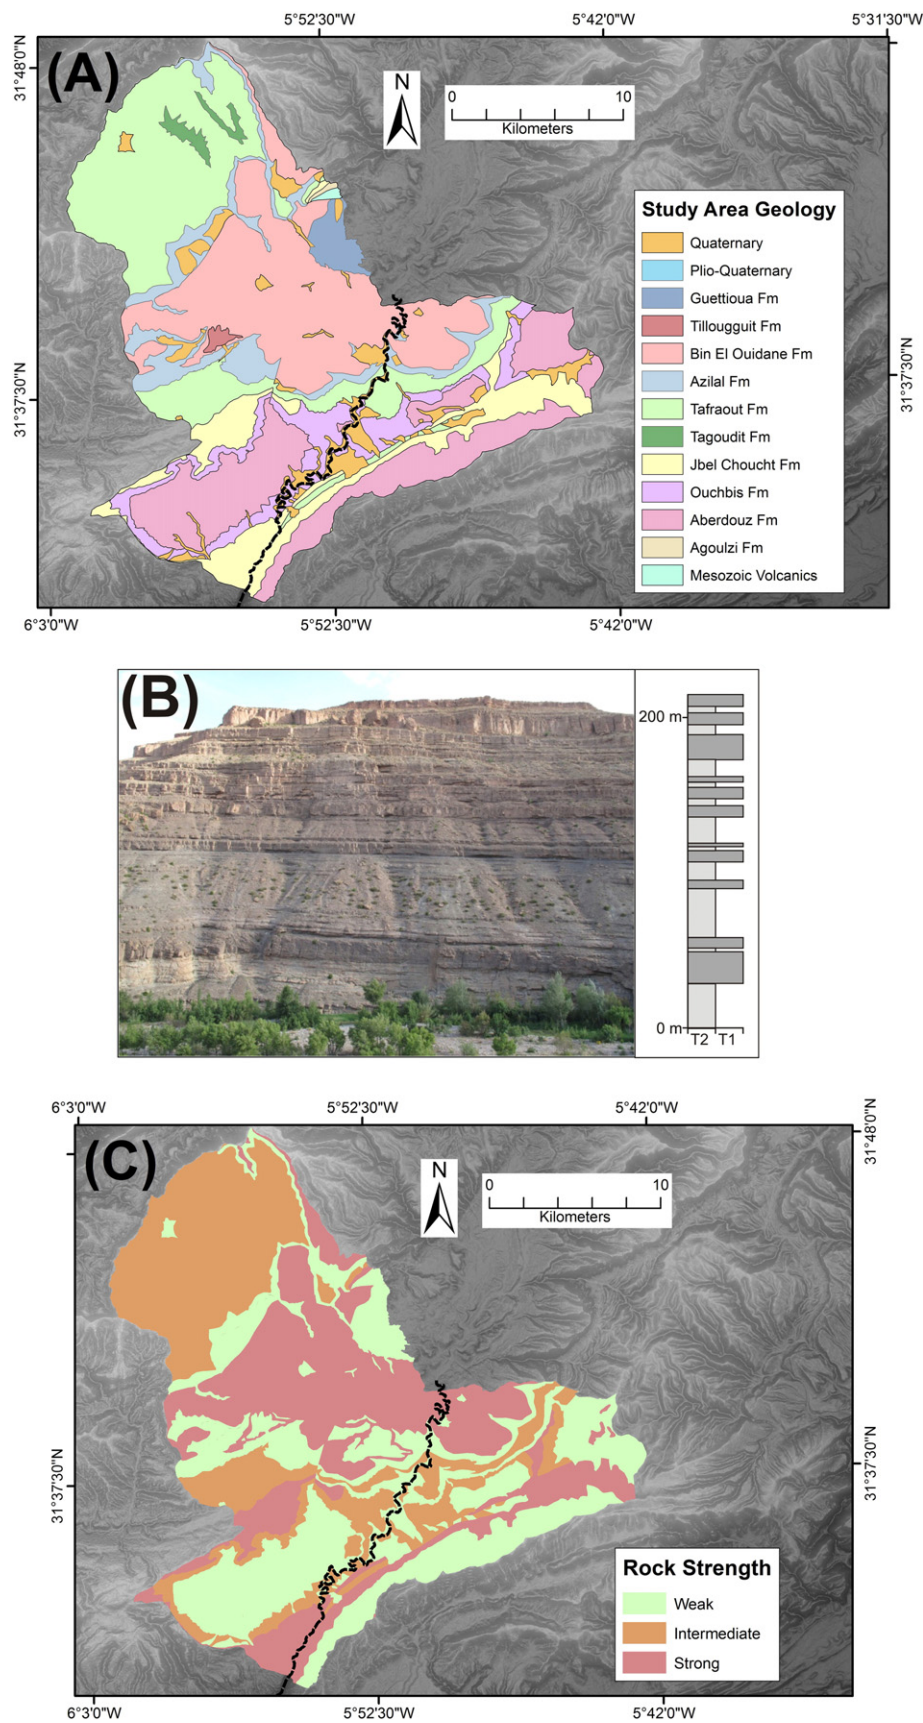 5°52'30"W 5°42'0"W 5°31'30"W
31°48'0"N
(A)
N
0 10
Kilometers
Study Area Geology
Quaternary
Plio-Quaternary
Guettioua Fm
Tillougguit Fm
Bin El Ouidane Fm
Azilal Fm
Tafraout Fm
Tagoudit Fm
Jbel Choucht Fm
Ouchbis Fm
Aberdouz Fm
Agoulzi Fm
Mesozoic Volcanics
31°37'30"N
31°37'30"N
6°3'0"W 5°52'30"W 5°42'0"W
(B)
200 m
0 m
T2 T1
6°3'0"W 5°52'30"W 5°42'0"W
31°48'0"N
(C)
N
0 10
Kilometers
31°37'30"N
31°37'30"N
Rock Strength
Weak
Intermediate
Strong
6°3'0"W 5°52'30"W 5°42'0"W